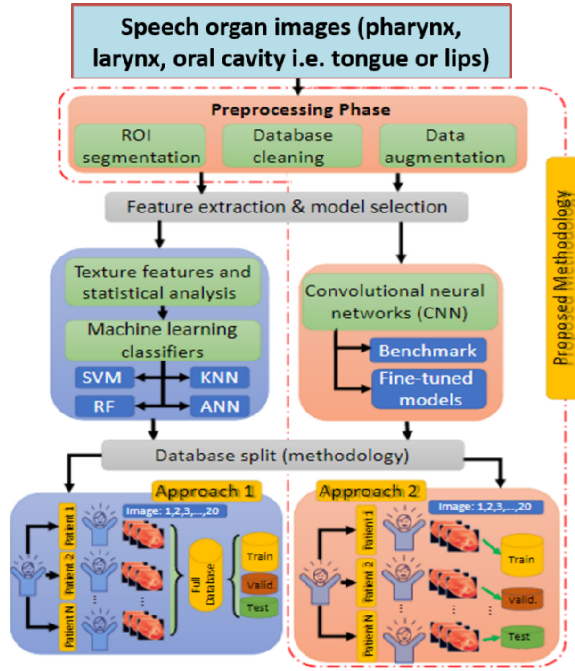 Speech organ images (pharynx,
larynx, oral cavity i.e. tongue or lips)
Preprocessing Phase
ROI
segmentation
Database
cleaning
Data
augmentation
Feature extraction & model selection
Proposed Methodology
Texture features and
statistical analysis
Machine learning
classifiers
SVM
KNN
RF
ANN
Convolutional neural
networks (CNN)
Benchmark
Fine-tuned
models
Database split (methodology)
Approach 1
Image: 1,2,3,...,20
Patient 1
Patient 2
Patient N
Full
Database
Train
Valid.
Test
Approach 2
Image: 1,2,3,...,20
Patient 1
Patient 2
Patient N
Train
Valid.
Test